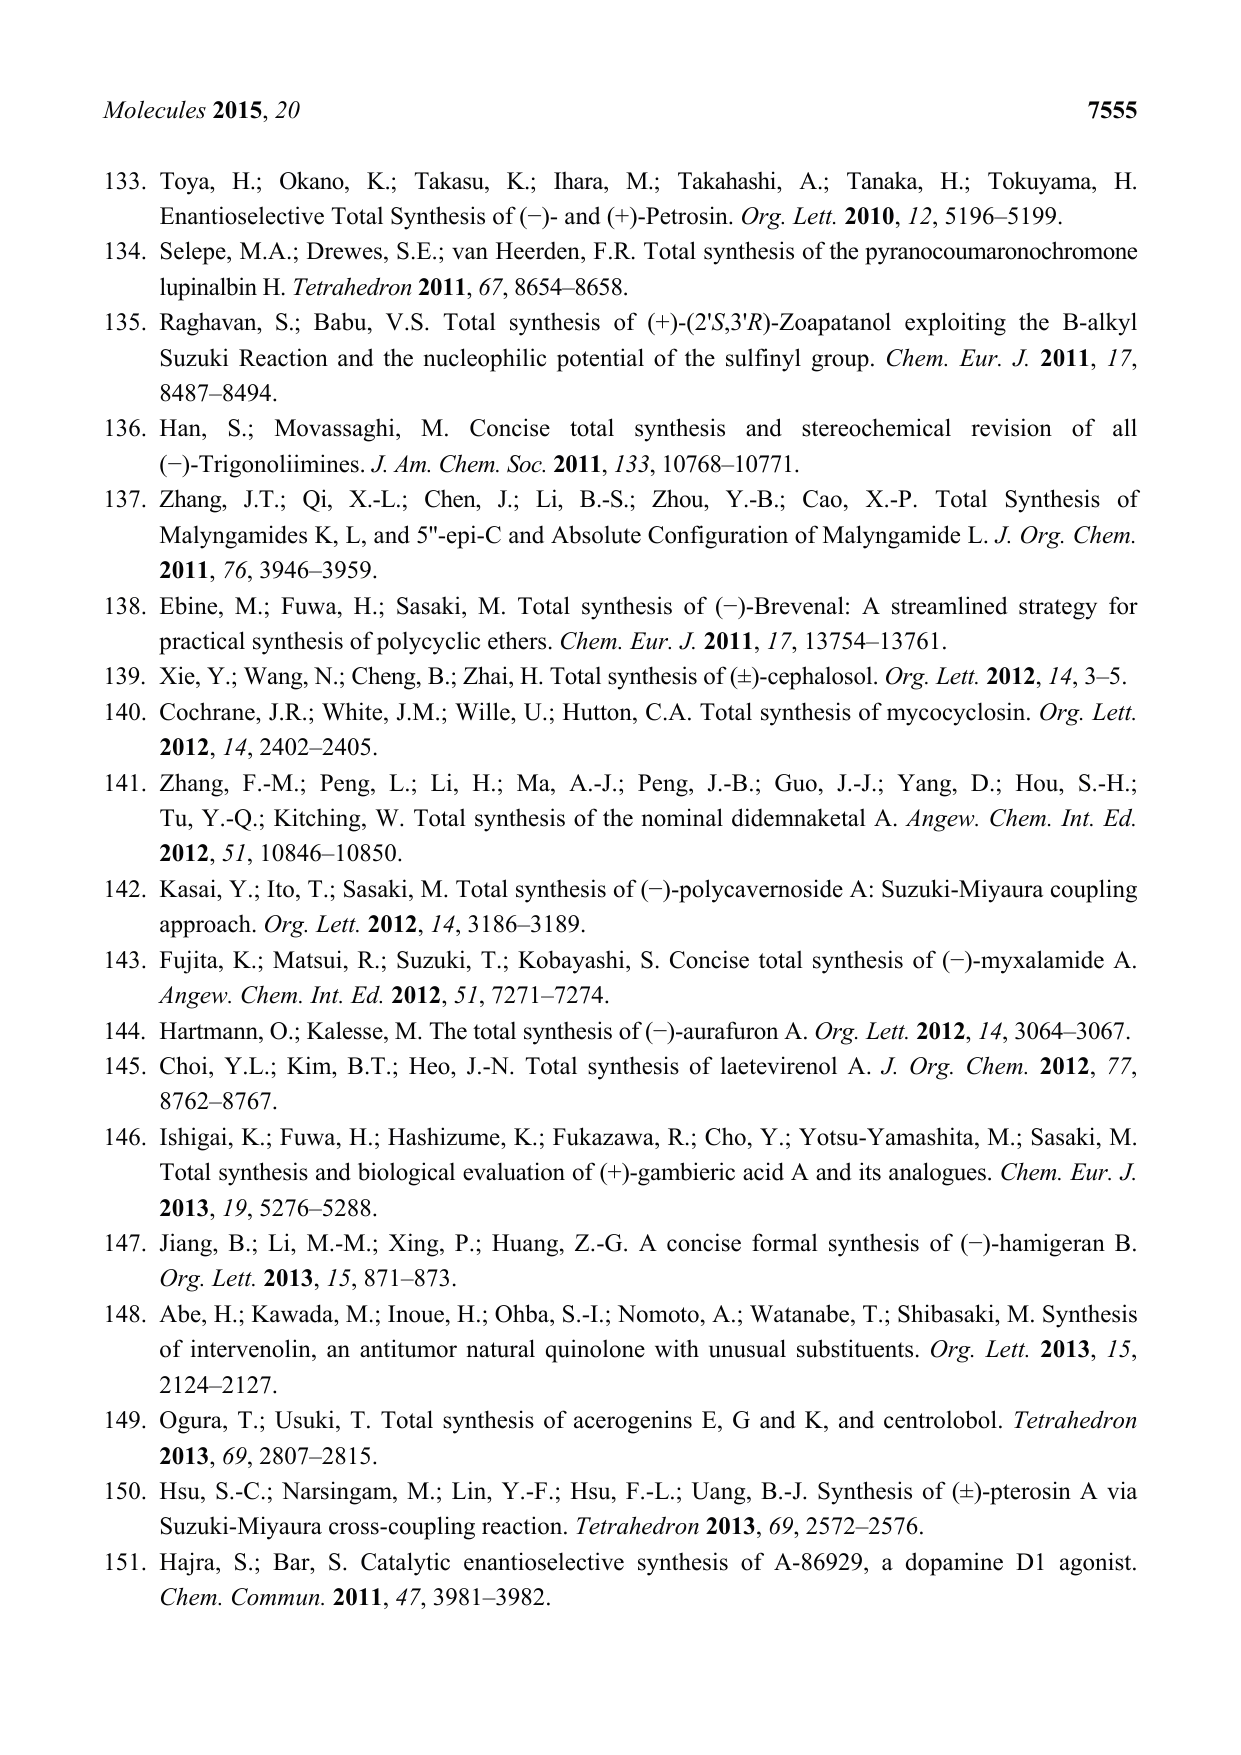 Molecules 2015, 20 7555
133. Toya, H.; Okano, K.; Takasu, K.; Ihara, M.; Takahashi, A.; Tanaka, H.; Tokuyama, H.
Enantioselective Total Synthesis of (−)- and (+)-Petrosin. Org. Lett. 2010, 12, 5196–5199.
134. Selepe, M.A.; Drewes, S.E.; van Heerden, F.R. Total synthesis of the pyranocoumaronochromone
lupinalbin H. Tetrahedron 2011, 67, 8654–8658.
135. Raghavan, S.; Babu, V.S. Total synthesis of (+)-(2'S,3'R)-Zoapatanol exploiting the B-alkyl
Suzuki Reaction and the nucleophilic potential of the sulfinyl group. Chem. Eur. J. 2011, 17,
8487–8494.
136. Han, S.; Movassaghi, M. Concise total synthesis and stereochemical revision of all
(−)-Trigonoliimines. J. Am. Chem. Soc. 2011, 133, 10768–10771.
137. Zhang, J.T.; Qi, X.-L.; Chen, J.; Li, B.-S.; Zhou, Y.-B.; Cao, X.-P. Total Synthesis of
Malyngamides K, L, and 5"-epi-C and Absolute Configuration of Malyngamide L. J. Org. Chem.
2011, 76, 3946–3959.
138. Ebine, M.; Fuwa, H.; Sasaki, M. Total synthesis of (−)-Brevenal: A streamlined strategy for
practical synthesis of polycyclic ethers. Chem. Eur. J. 2011, 17, 13754–13761.
139. Xie, Y.; Wang, N.; Cheng, B.; Zhai, H. Total synthesis of (±)-cephalosol. Org. Lett. 2012, 14, 3–5.
140. Cochrane, J.R.; White, J.M.; Wille, U.; Hutton, C.A. Total synthesis of mycocyclosin. Org. Lett.
2012, 14, 2402–2405.
141. Zhang, F.-M.; Peng, L.; Li, H.; Ma, A.-J.; Peng, J.-B.; Guo, J.-J.; Yang, D.; Hou, S.-H.;
Tu, Y.-Q.; Kitching, W. Total synthesis of the nominal didemnaketal A. Angew. Chem. Int. Ed.
2012, 51, 10846–10850.
142. Kasai, Y.; Ito, T.; Sasaki, M. Total synthesis of (−)-polycavernoside A: Suzuki-Miyaura coupling
approach. Org. Lett. 2012, 14, 3186–3189.
143. Fujita, K.; Matsui, R.; Suzuki, T.; Kobayashi, S. Concise total synthesis of (−)-myxalamide A.
Angew. Chem. Int. Ed. 2012, 51, 7271–7274.
144. Hartmann, O.; Kalesse, M. The total synthesis of (−)-aurafuron A. Org. Lett. 2012, 14, 3064–3067.
145. Choi, Y.L.; Kim, B.T.; Heo, J.-N. Total synthesis of laetevirenol A. J. Org. Chem. 2012, 77,
8762–8767.
146. Ishigai, K.; Fuwa, H.; Hashizume, K.; Fukazawa, R.; Cho, Y.; Yotsu-Yamashita, M.; Sasaki, M.
Total synthesis and biological evaluation of (+)-gambieric acid A and its analogues. Chem. Eur. J.
2013, 19, 5276–5288.
147. Jiang, B.; Li, M.-M.; Xing, P.; Huang, Z.-G. A concise formal synthesis of (−)-hamigeran B.
Org. Lett. 2013, 15, 871–873.
148. Abe, H.; Kawada, M.; Inoue, H.; Ohba, S.-I.; Nomoto, A.; Watanabe, T.; Shibasaki, M. Synthesis
of intervenolin, an antitumor natural quinolone with unusual substituents. Org. Lett. 2013, 15,
2124–2127.
149. Ogura, T.; Usuki, T. Total synthesis of acerogenins E, G and K, and centrolobol. Tetrahedron
2013, 69, 2807–2815.
150. Hsu, S.-C.; Narsingam, M.; Lin, Y.-F.; Hsu, F.-L.; Uang, B.-J. Synthesis of (±)-pterosin A via
Suzuki-Miyaura cross-coupling reaction. Tetrahedron 2013, 69, 2572–2576.
151. Hajra, S.; Bar, S. Catalytic enantioselective synthesis of A-86929, a dopamine D1 agonist.
Chem. Commun. 2011, 47, 3981–3982.